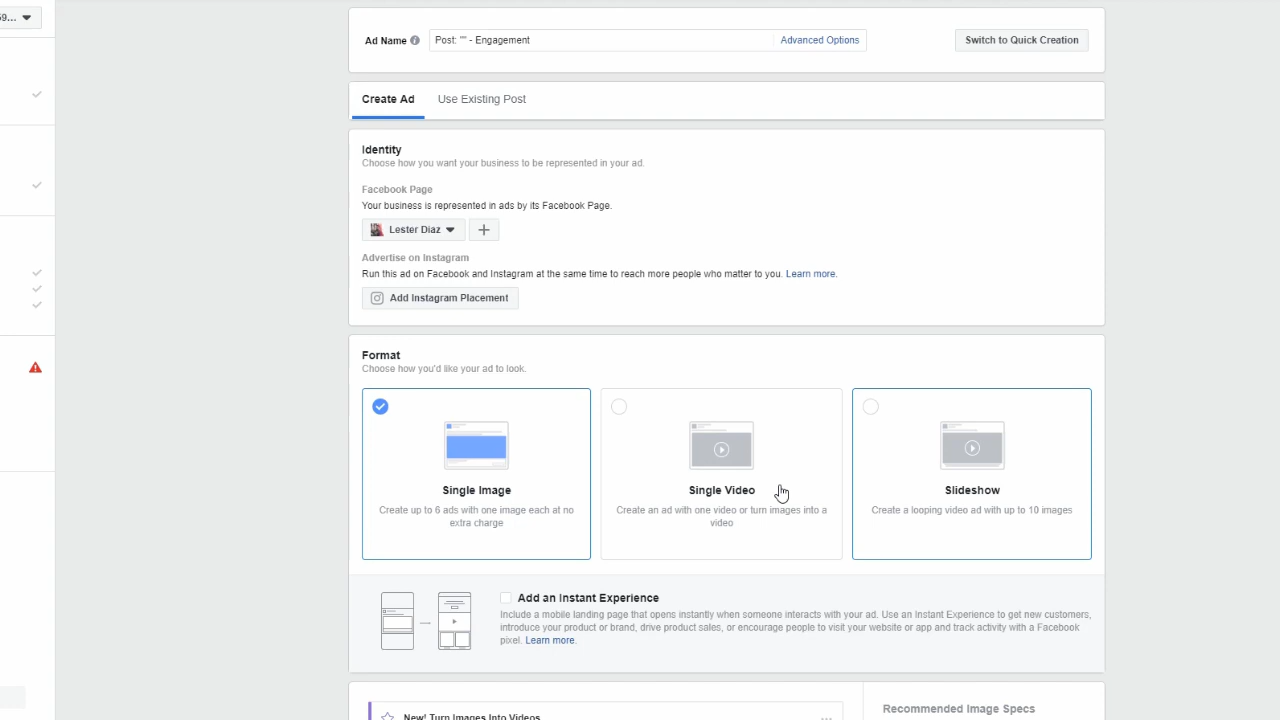 59...
Ad Name
Post: "" - Engagement
Advanced Options
Switch to Quick Creation
Create Ad
Use Existing Post
Identity
Choose how you want your business to be represented in your ad.
Facebook Page
Your business is represented in ads by its Facebook Page.
Lester Diaz
Advertise on Instagram
Run this ad on Facebook and Instagram at the same time to reach more people who matter to you. Learn more.
Add Instagram Placement
Format
Choose how you'd like your ad to look.
Single Image
Create up to 6 ads with one image each at no
extra charge
Single Video
Create an ad with one video or turn images into a
video
Slideshow
Create a looping video ad with up to 10 images
Add an Instant Experience
Include a mobile landing page that opens instantly when someone interacts with your ad. Use an Instant Experience to get new customers,
introduce your product or brand, drive product sales, or encourage people to visit your website or app and track activity with a Facebook
pixel. Learn more.
New! Turn Images Into Videos
Recommended Image Specs